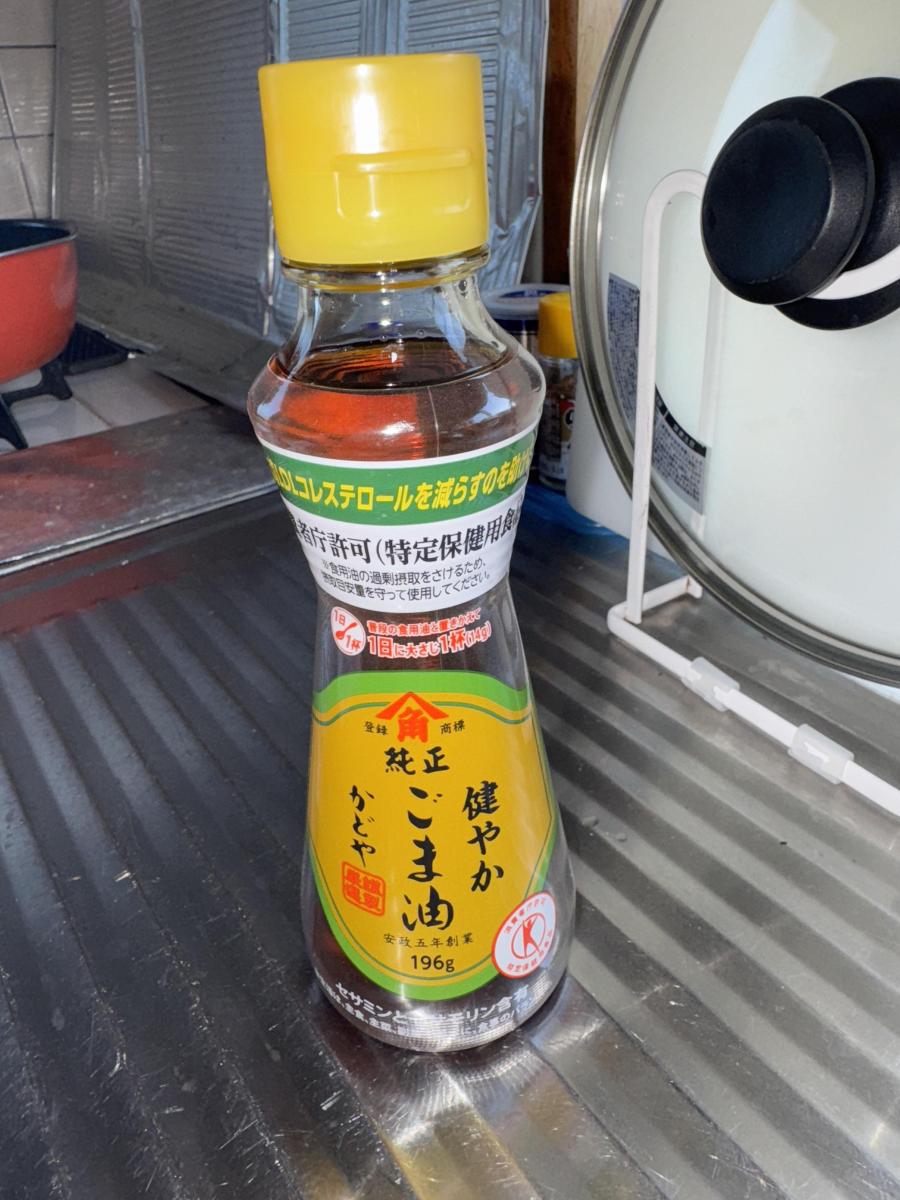 LDLコレステロールを減らすのを助け
者庁許可(特定保健用食品
※食用油の過剰摂取をさけるため、
摂取目安量を守って使用してください。
1日
1杯
普段の食用油と置きかえて
1日に大さじ1杯(14g)
登録 角 商標
純正
健やか
ごま油
かどや
安政五年創業
196g
セサミンと
リン含有